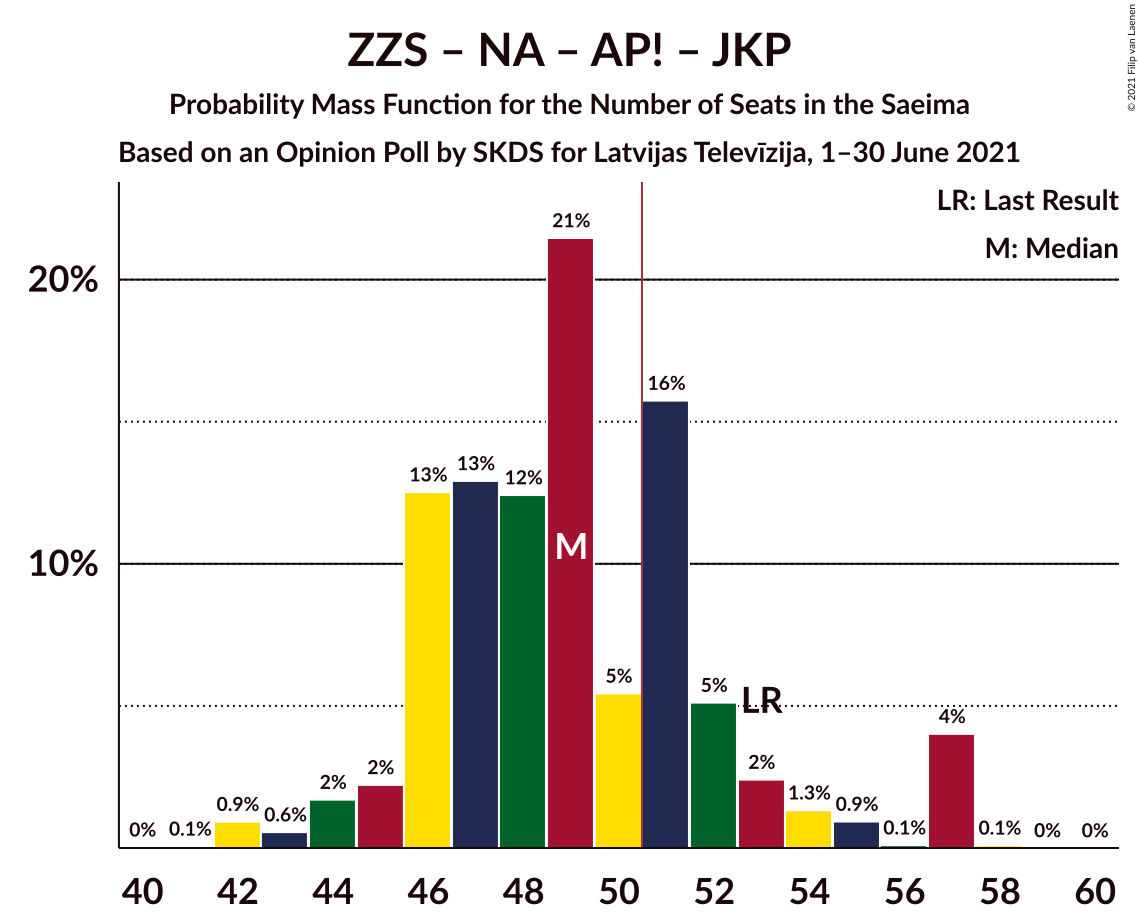 ZZS – NA – AP! – JKP
Probability Mass Function for the Number of Seats in the Saeima
Based on an Opinion Poll by SKDS for Latvijas Televīzija, 1–30 June 2021
© 2021 Filip van Laenen
LR: Last Result
M: Median
20%
10%
0%
0.1%
0.9%
0.6%
2%
2%
13%
13%
12%
21%
M
5%
16%
5%
LR
2%
1.3%
0.9%
0.1%
4%
0.1%
0%
0%
40 42 44 46 48 50 52 54 56 58 60